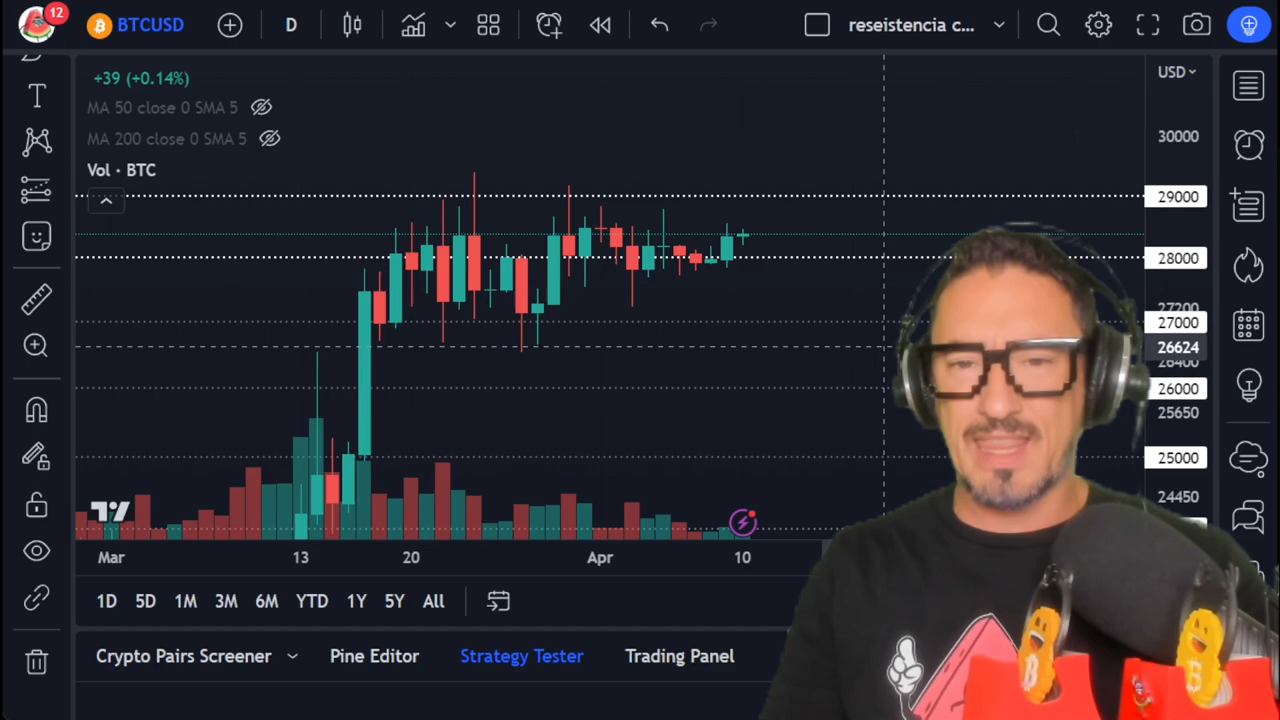 12
BTCUSD
D
reseistencia c...
+39 (+0.14%)
USD
MA 50 close 0 SMA 5
MA 200 close 0 SMA 5
Vol · BTC
30000
29000
28000
27200
27000
26624
26400
26000
25650
25000
24450
Mar
13
20
Apr
10
1D
5D
1M
3M
6M
YTD
1Y
5Y
All
Crypto Pairs Screener
Pine Editor
Strategy Tester
Trading Panel